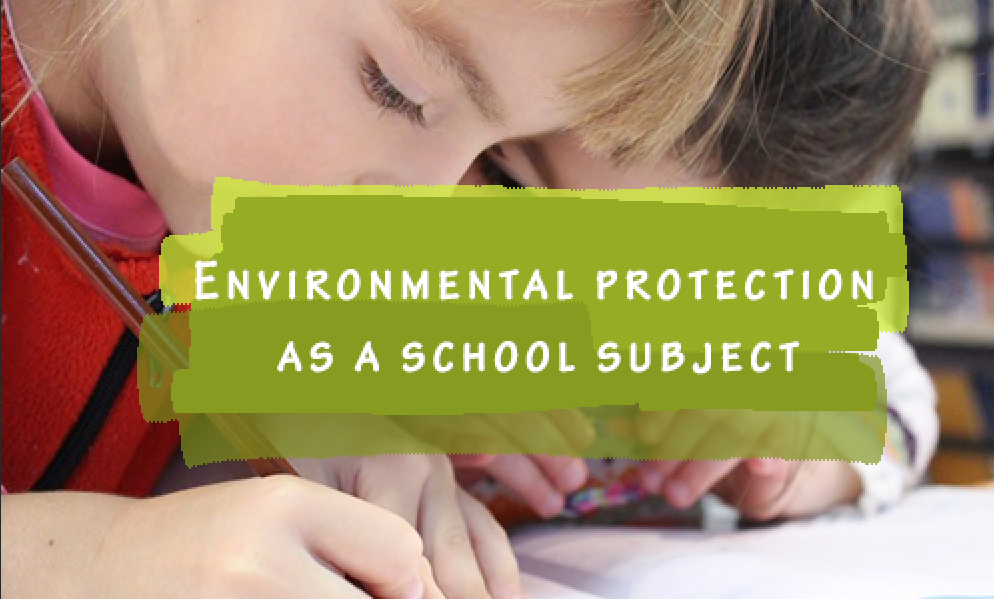 ENVIRONMENTAL PROTECTION
AS A SCHOOL SUBJECT